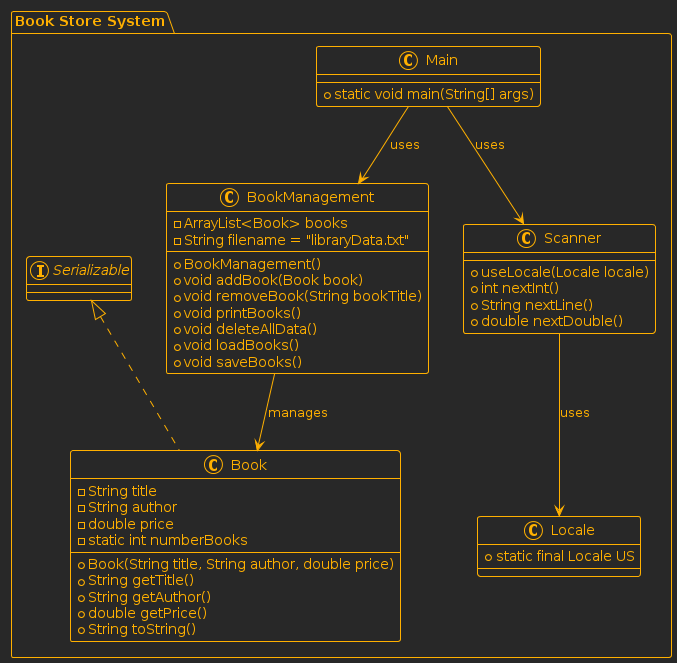 Book Store System
C Main
static void main(String[] args)
uses
uses
C BookManagement
ArrayList<Book> books
String filename = "libraryData.txt"
BookManagement()
void addBook(Book book)
void removeBook(String bookTitle)
void printBooks()
void deleteAllData()
void loadBooks()
void saveBooks()
C Scanner
useLocale(Locale locale)
int nextInt()
String nextLine()
double nextDouble()
I Serializable
manages
uses
C Book
String title
String author
double price
static int numberBooks
Book(String title, String author, double price)
String getTitle()
String getAuthor()
double getPrice()
String toString()
C Locale
static final Locale US